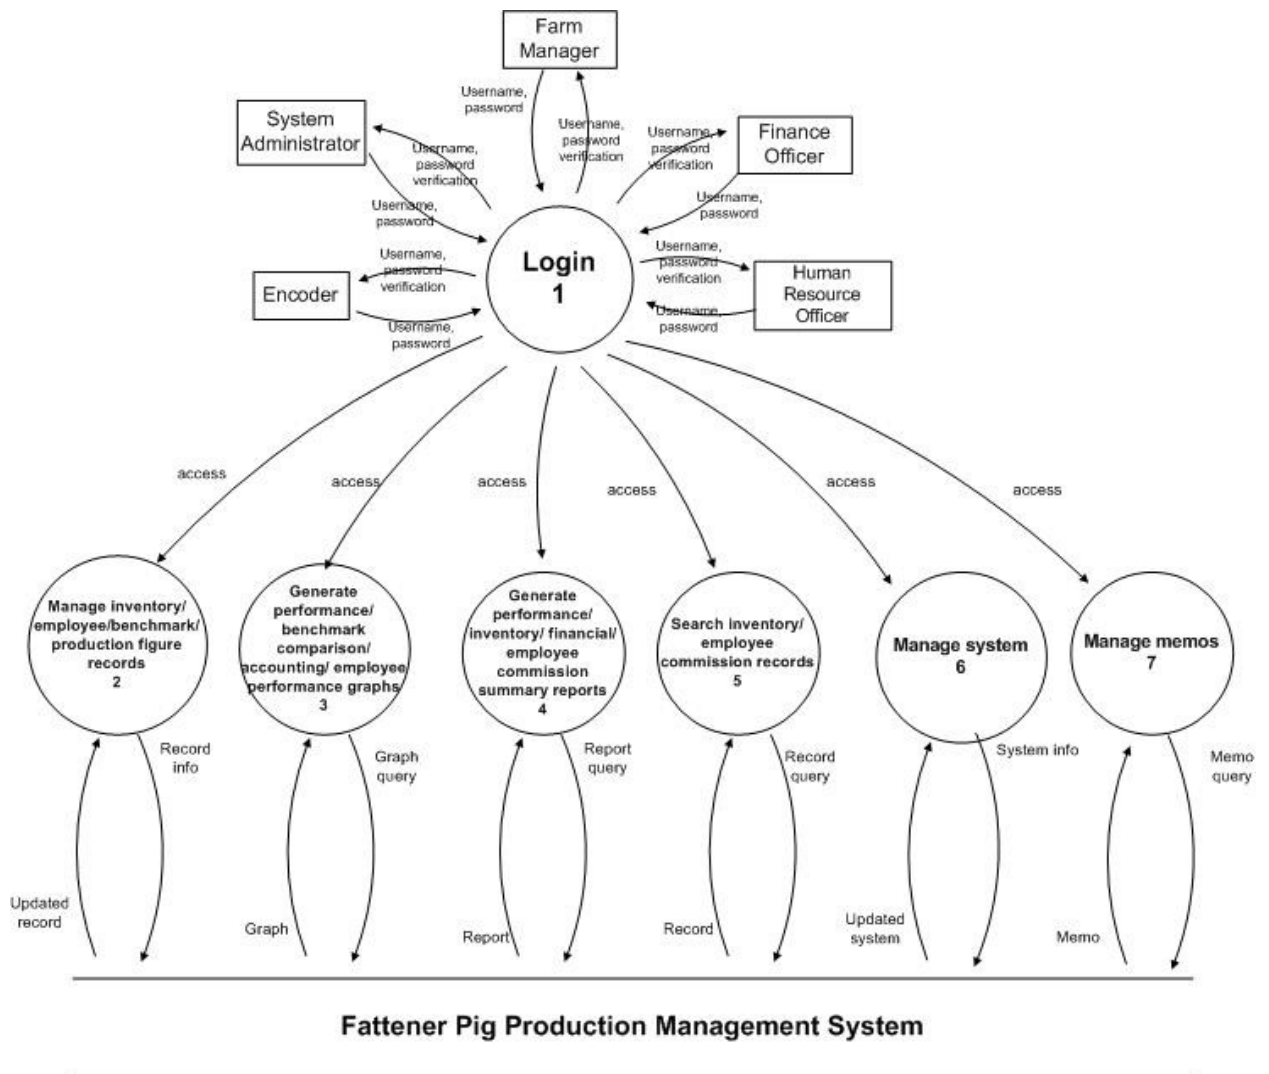 Farm
Manager
System
Administrator
Finance
Officer
Encoder
Human
Resource
Officer
Username,
password
Username,
password
verification
Username,
password
verification
Username,
password
Username,
password
verification
Username,
password
Username,
password
verification
Username,
password
Username,
password
verification
Username,
password
Login
1
access
access
access
access
access
access
Manage inventory/
employee/benchmark/
production figure
records
2
Generate
performance/
benchmark
comparison/
accounting/ employee
performance graphs
3
Generate
performance/
inventory/ financial/
employee
commission
summary reports
4
Search inventory/
employee
commission records
5
Manage system
6
Manage memos
7
Record
info
Graph
query
Report
query
Record
query
System info
Memo
query
Updated
record
Graph
Report
Record
Updated
system
Memo
Fattener Pig Production Management System